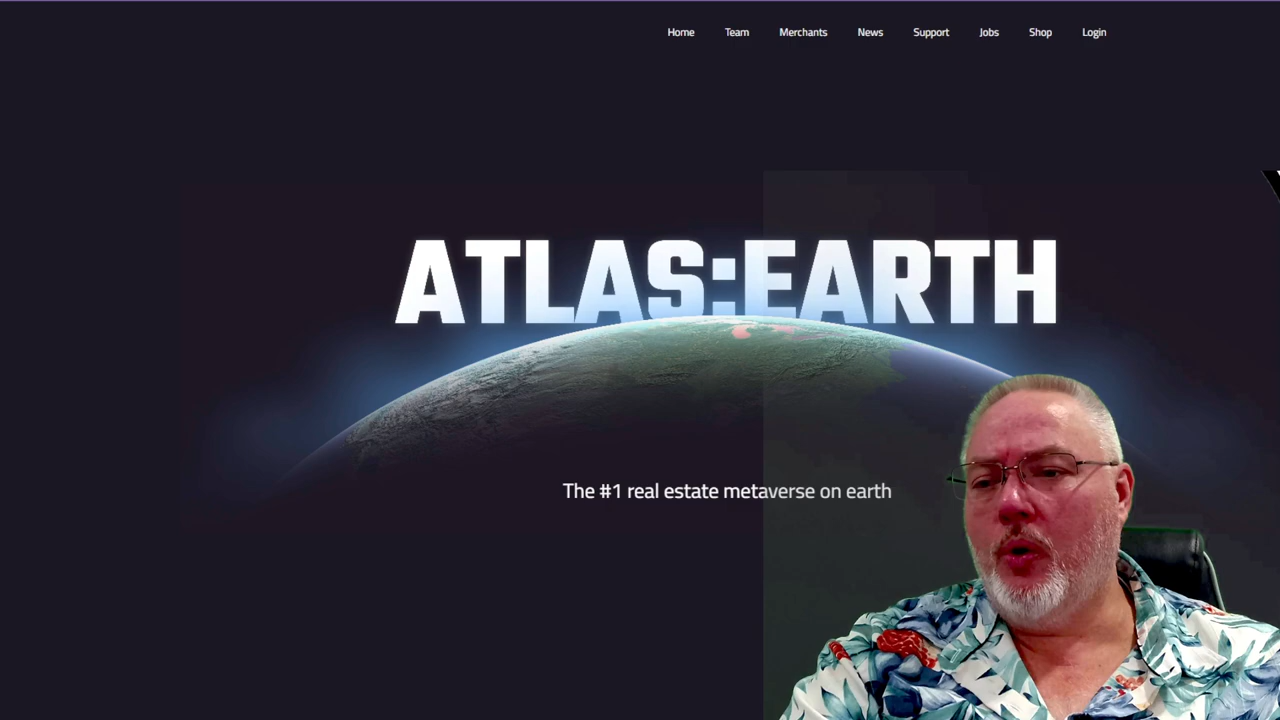 Home Team Merchants News Support Jobs Shop Login
ATLAS:EARTH
The #1 real estate metaverse on earth